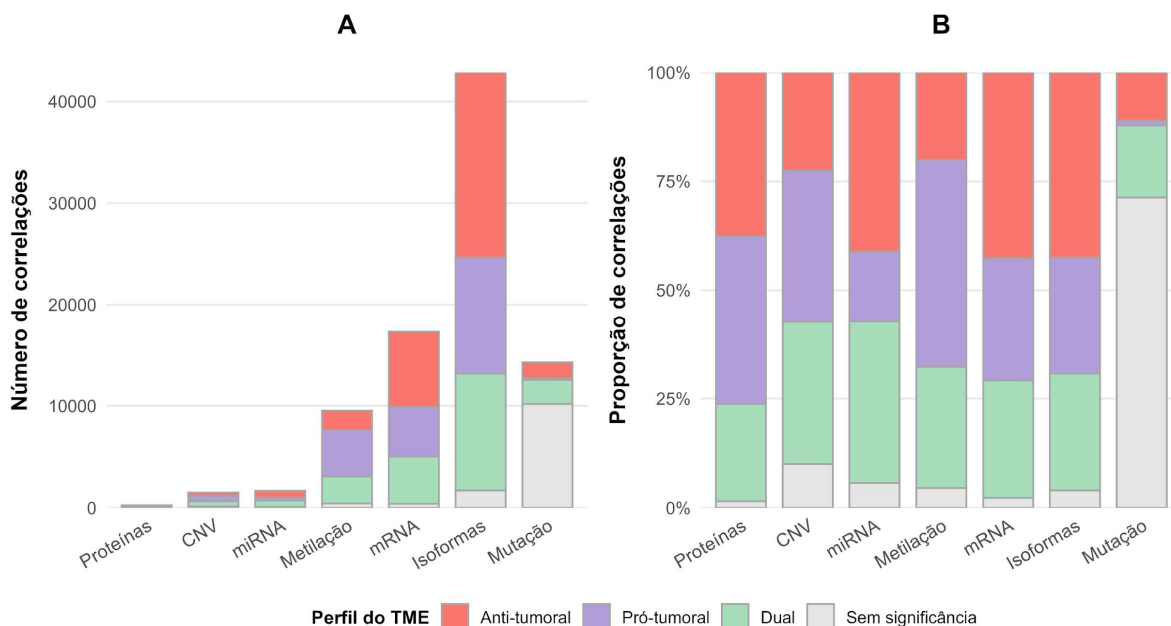 A
Número de correlações
40000
30000
20000
10000
0
Proteínas
CNV
miRNA
Metilação
mRNA
Isoformas
Mutação
B
Proporção de correlações
100%
75%
50%
25%
0%
Proteínas
CNV
miRNA
Metilação
mRNA
Isoformas
Mutação
Perfil do TME Anti-tumoral Pró-tumoral Dual Sem significância